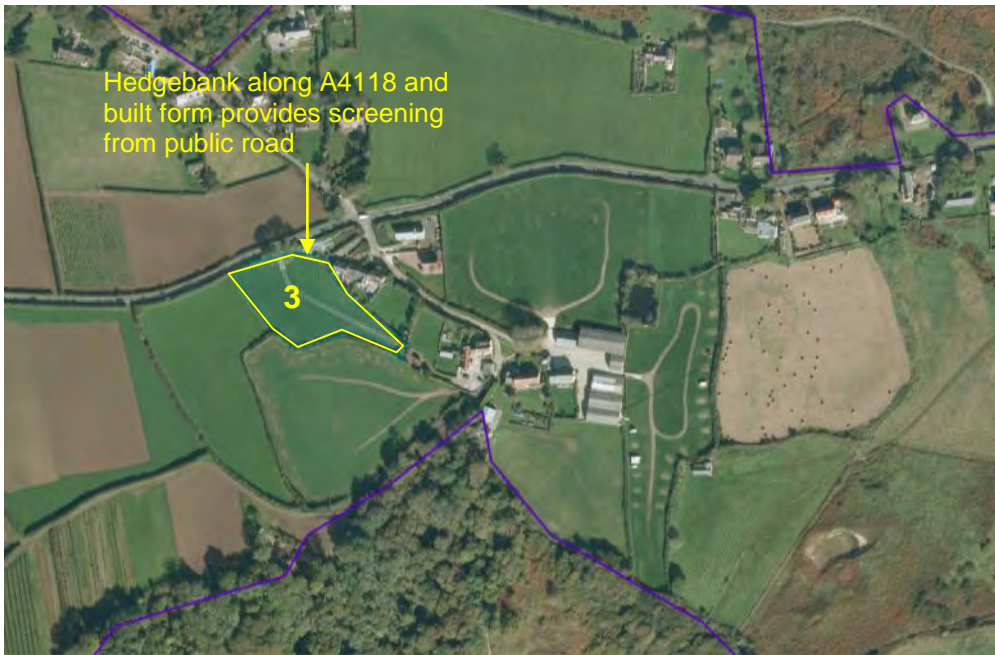 Hedgebank along A4118 and
built form provides screening
from public road
3